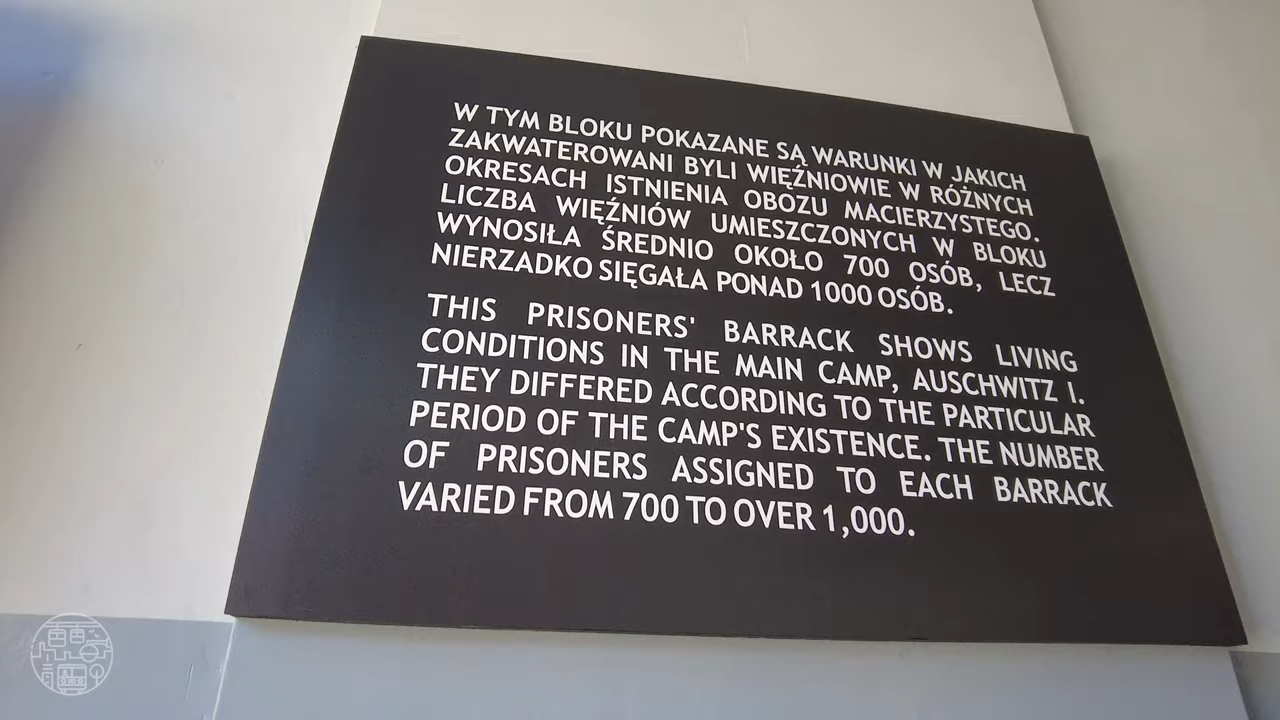 W TYM BLOKU POKAZANE SĄ WARUNKI W JAKICH
ZAKWATEROWANI BYLI WIĘŹNIOWIE W RÓŻNYCH
OKRESACH ISTNIENIA OBOZU MACIERZYSTEGO.
LICZBA WIĘŹNIÓW UMIESZCZONYCH W BLOKU
WYNOSIŁA ŚREDNIO OKOŁO 700 OSÓB, LECZ
NIERZADKO SIĘGAŁA PONAD 1000 OSÓB.
THIS PRISONERS' BARRACK SHOWS LIVING
CONDITIONS IN THE MAIN CAMP, AUSCHWITZ I.
THEY DIFFERED ACCORDING TO THE PARTICULAR
PERIOD OF THE CAMP'S EXISTENCE. THE NUMBER
OF PRISONERS ASSIGNED TO EACH BARRACK
VARIED FROM 700 TO OVER 1,000.